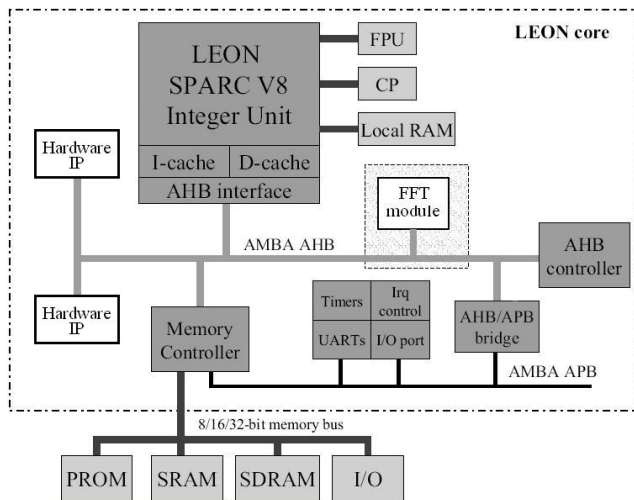 LEON core
LEON
SPARC V8
Integer Unit
I-cache
D-cache
AHB interface
FPU
CP
Local RAM
Hardware
IP
FFT
module
AMBA AHB
AHB
controller
Hardware
IP
Memory
Controller
Timers
Irq
control
UARTs
I/O port
AHB/APB
bridge
AMBA APB
8/16/32-bit memory bus
PROM
SRAM
SDRAM
I/O